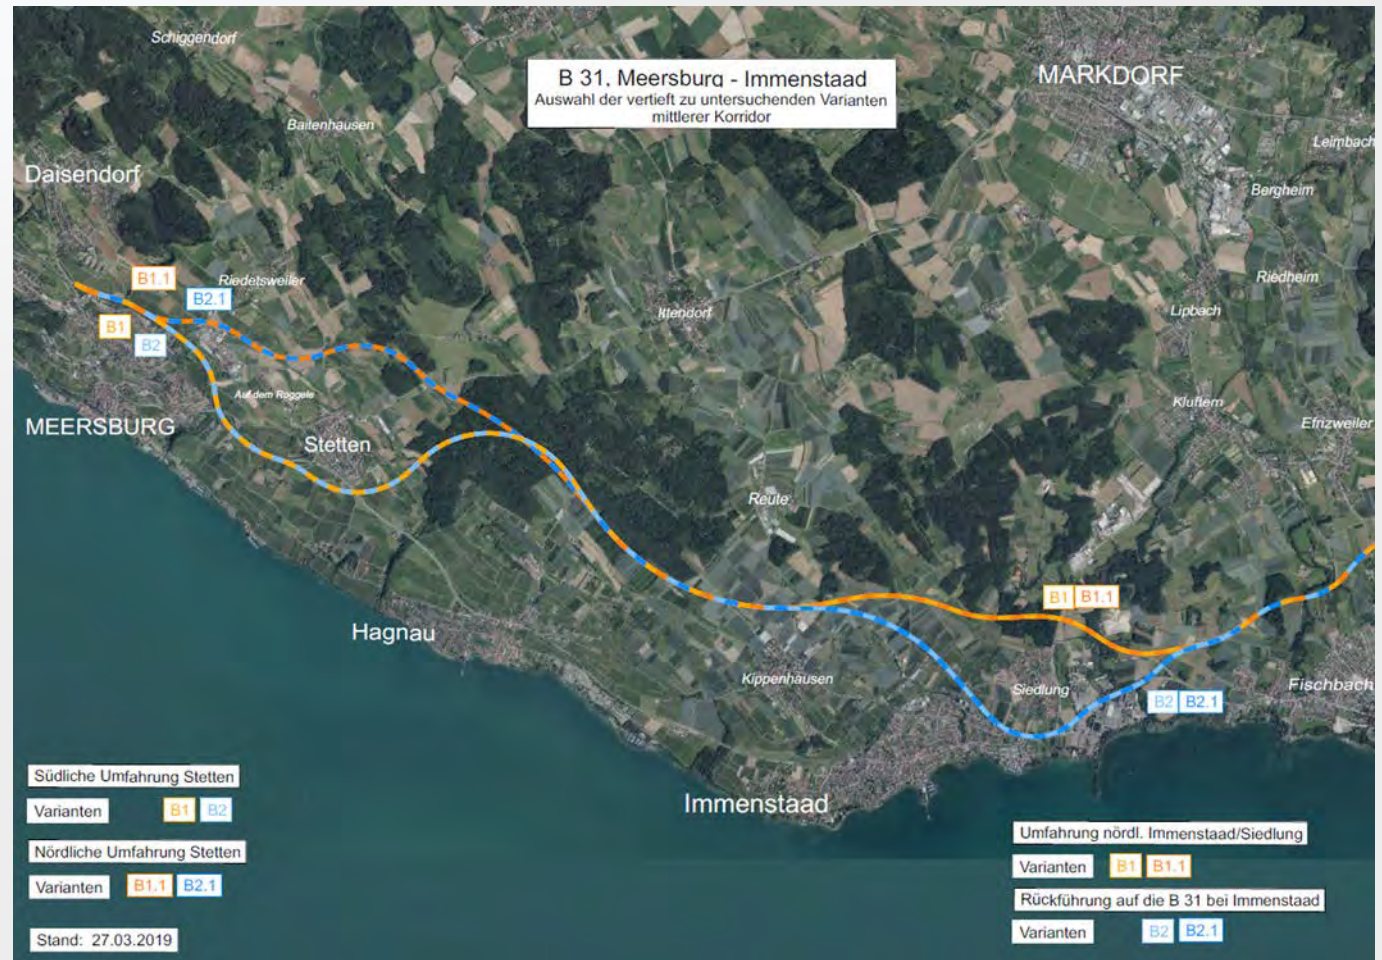 Schiggendorf
B 31, Meersburg - Immenstaad
Auswahl der vertieft zu untersuchenden Varianten
mittlerer Korridor
MARKDORF
Baitenhausen
Leimbach
Daisendorf
Bergheim
B1.1
Riedetsweiler
Riedheim
B2.1
Ittendorf
Lipbach
B1
B2
Auf dem Roggele
Kluftern
MEERSBURG
Stetten
Efrizweiler
Reute
B1 B1.1
Hagnau
Kippenhausen
Siedlung
Fischbach
B2 B2.1
Immenstaad
Südliche Umfahrung Stetten
Varianten B1 B2
Nördliche Umfahrung Stetten
Varianten B1.1 B2.1
Stand: 27.03.2019
Umfahrung nördl. Immenstaad/Siedlung
Varianten B1 B1.1
Rückführung auf die B 31 bei Immenstaad
Varianten B2 B2.1